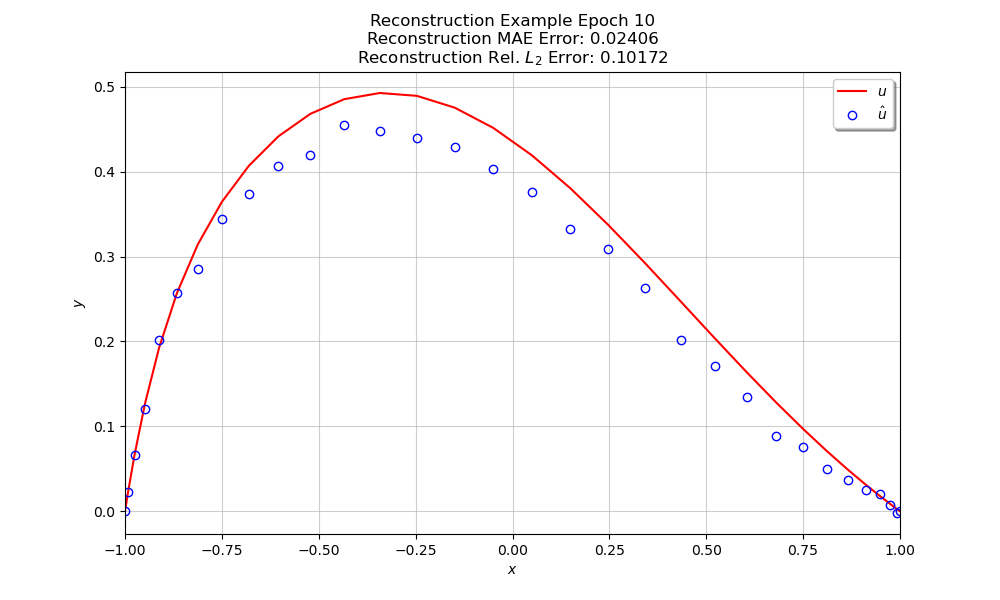 Reconstruction Example Epoch 10
Reconstruction MAE Error: 0.02406
Reconstruction Rel. L₂ Error: 0.10172
u
û
y
0.5
0.4
0.3
0.2
0.1
0.0
−1.00 −0.75 −0.50 −0.25 0.00 0.25 0.50 0.75 1.00
x